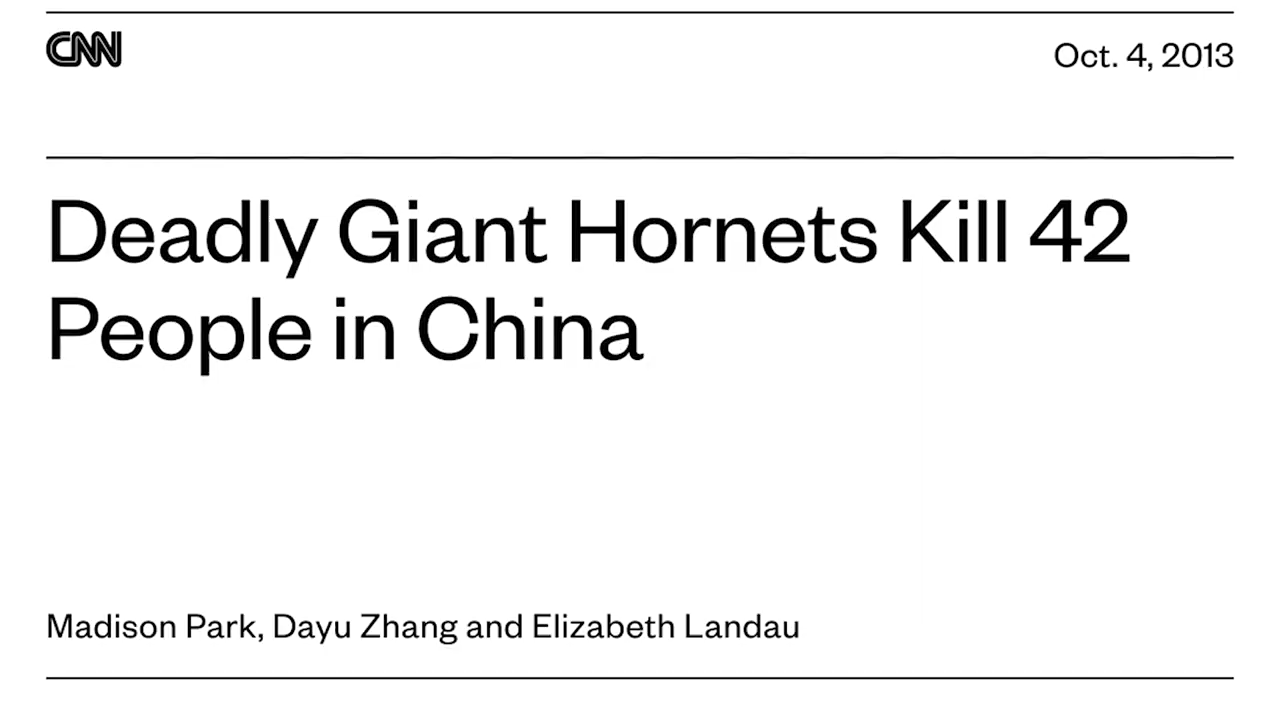 CNN
Oct. 4, 2013
Deadly Giant Hornets Kill 42
People in China
Madison Park, Dayu Zhang and Elizabeth Landau